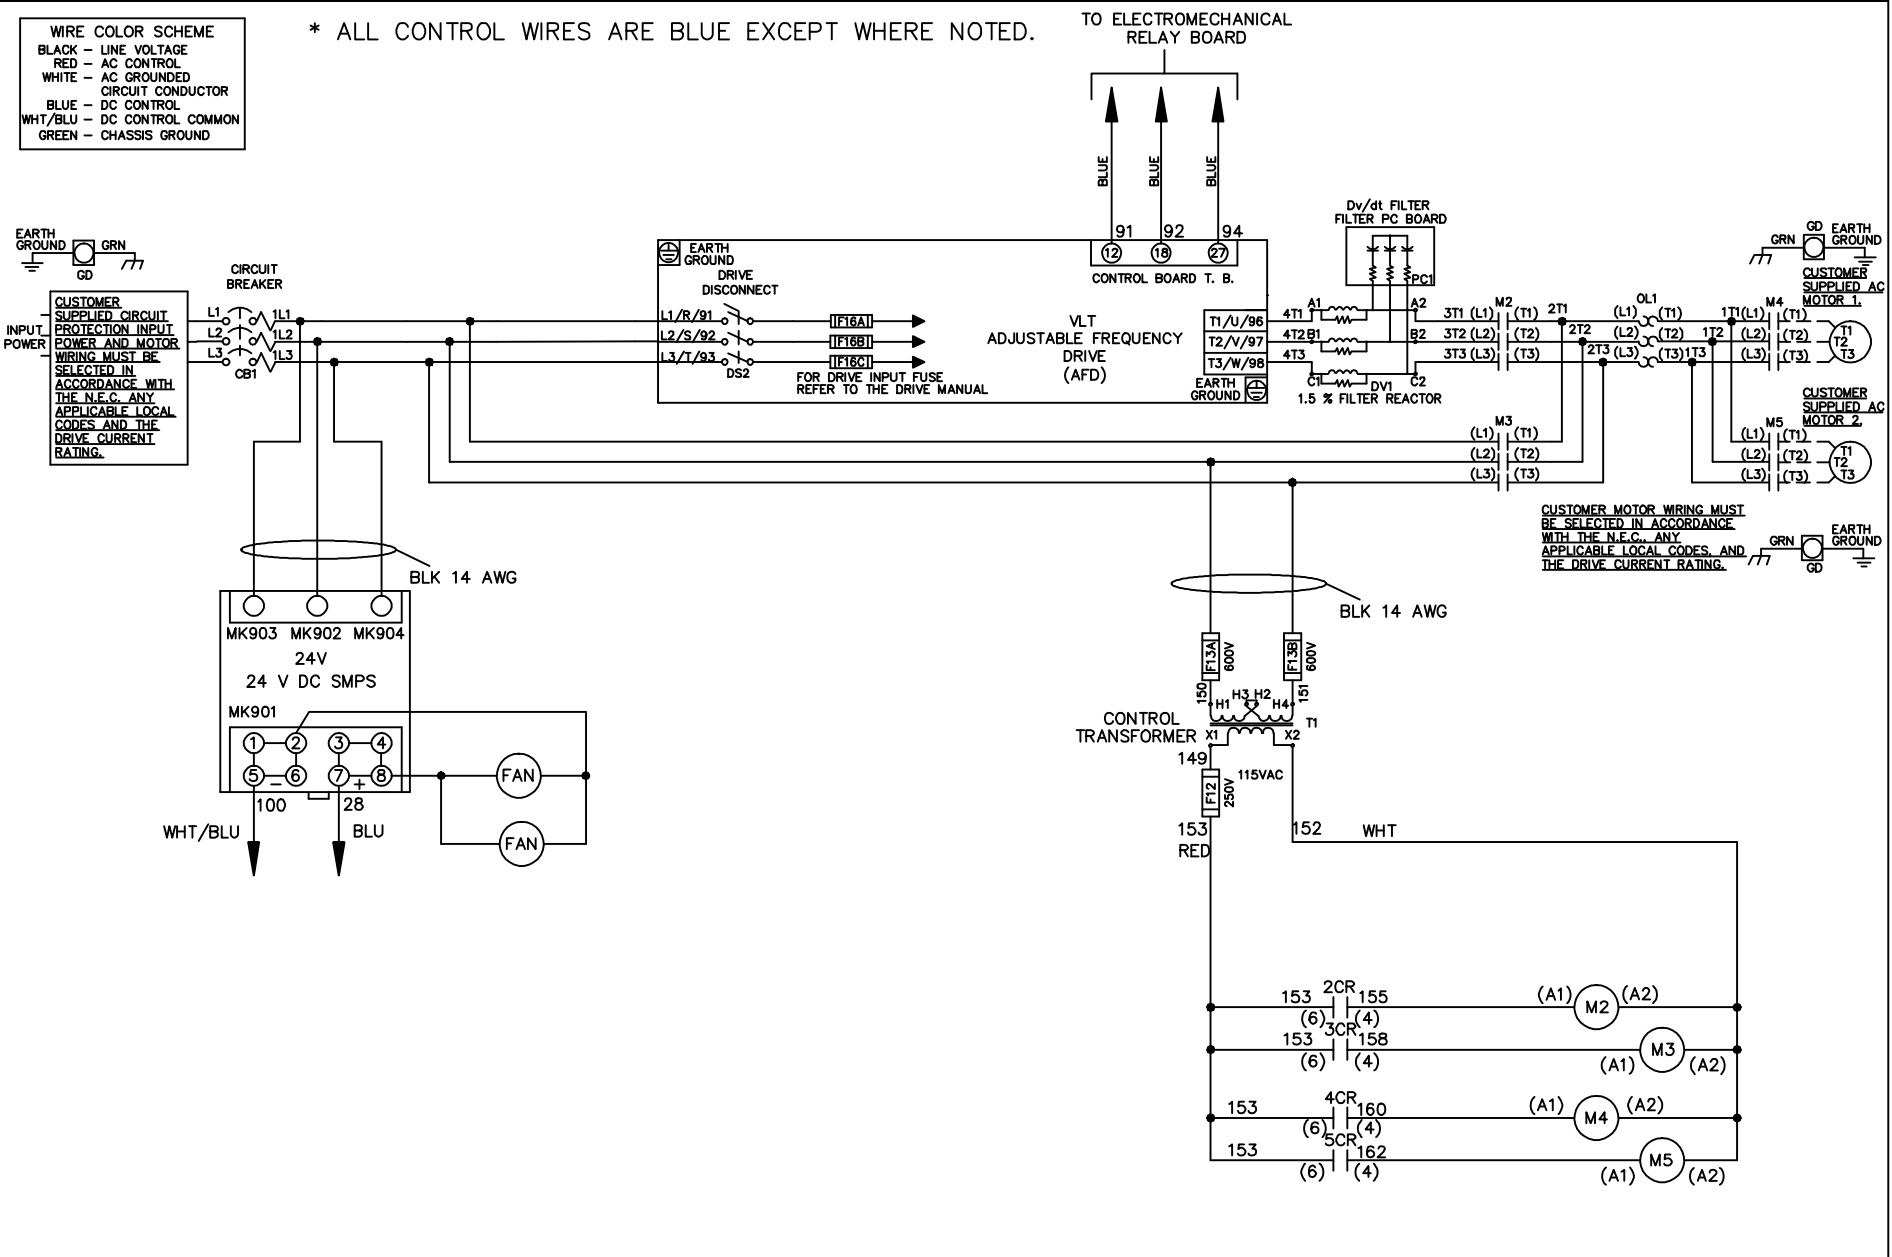 WIRE COLOR SCHEME
BLACK – LINE VOLTAGE
RED – AC CONTROL
WHITE – AC GROUNDED
CIRCUIT CONDUCTOR
BLUE – DC CONTROL
WHT/BLU – DC CONTROL COMMON
GREEN – CHASSIS GROUND
* ALL CONTROL WIRES ARE BLUE EXCEPT WHERE NOTED.
TO ELECTROMECHANICAL
RELAY BOARD
BLUE
BLUE
BLUE
91
92
94
12
18
27
CONTROL BOARD T. B.
EARTH
GROUND
GRN
GD
CUSTOMER
SUPPLIED CIRCUIT
PROTECTION INPUT
POWER AND MOTOR
WIRING MUST BE
SELECTED IN
ACCORDANCE WITH
THE N.E.C. ANY
APPLICABLE LOCAL
CODES AND THE
DRIVE CURRENT
RATING.
INPUT
POWER
CIRCUIT
BREAKER
L1
1L1
L2
1L2
L3
1L3
CB1
EARTH
GROUND
DRIVE
DISCONNECT
L1/R/91
L2/S/92
L3/T/93
DS2
F16A
F16B
F16C
FOR DRIVE INPUT FUSE
REFER TO THE DRIVE MANUAL
VLT
ADJUSTABLE FREQUENCY
DRIVE
(AFD)
T1/U/96
T2/V/97
T3/W/98
EARTH
GROUND
Dv/dt FILTER
FILTER PC BOARD
PC1
4T1
A1
A2
4T2
B1
B2
4T3
C1
C2
DV1
1.5 % FILTER REACTOR
M2
3T1 (L1) (T1)
3T2 (L2) (T2)
3T3 (L3) (T3)
2T1
2T2
2T3
OL1
(L1) (T1)
(L2) (T2)
(L3) (T3)
1T1
1T2
1T3
M4
(L1) (T1)
(L2) (T2)
(L3) (T3)
T1
T2
T3
GRN
GD
EARTH
GROUND
CUSTOMER
SUPPLIED AC
MOTOR 1.
CUSTOMER
SUPPLIED AC
MOTOR 2.
M3
(L1) (T1)
(L2) (T2)
(L3) (T3)
M5
(L1) (T1)
(L2) (T2)
(L3) (T3)
T1
T2
T3
CUSTOMER MOTOR WIRING MUST
BE SELECTED IN ACCORDANCE
WITH THE N.E.C., ANY
APPLICABLE LOCAL CODES, AND
THE DRIVE CURRENT RATING.
GRN
GD
EARTH
GROUND
BLK 14 AWG
MK903 MK902 MK904
24V
24 V DC SMPS
MK901
1 2 3 4
5 – 6 7 + 8
100
28
WHT/BLU
BLU
FAN
FAN
BLK 14 AWG
F13A
600V
F13B
600V
150
151
H1 H3 H2 H4
CONTROL
TRANSFORMER
T1
X1
X2
149
115VAC
F12
250V
153
RED
152
WHT
2CR
153
155
(6) (4)
(A1) M2 (A2)
3CR
153
158
(6) (4)
(A1) M3 (A2)
4CR
153
160
(6) (4)
(A1) M4 (A2)
5CR
153
162
(6) (4)
(A1) M5 (A2)